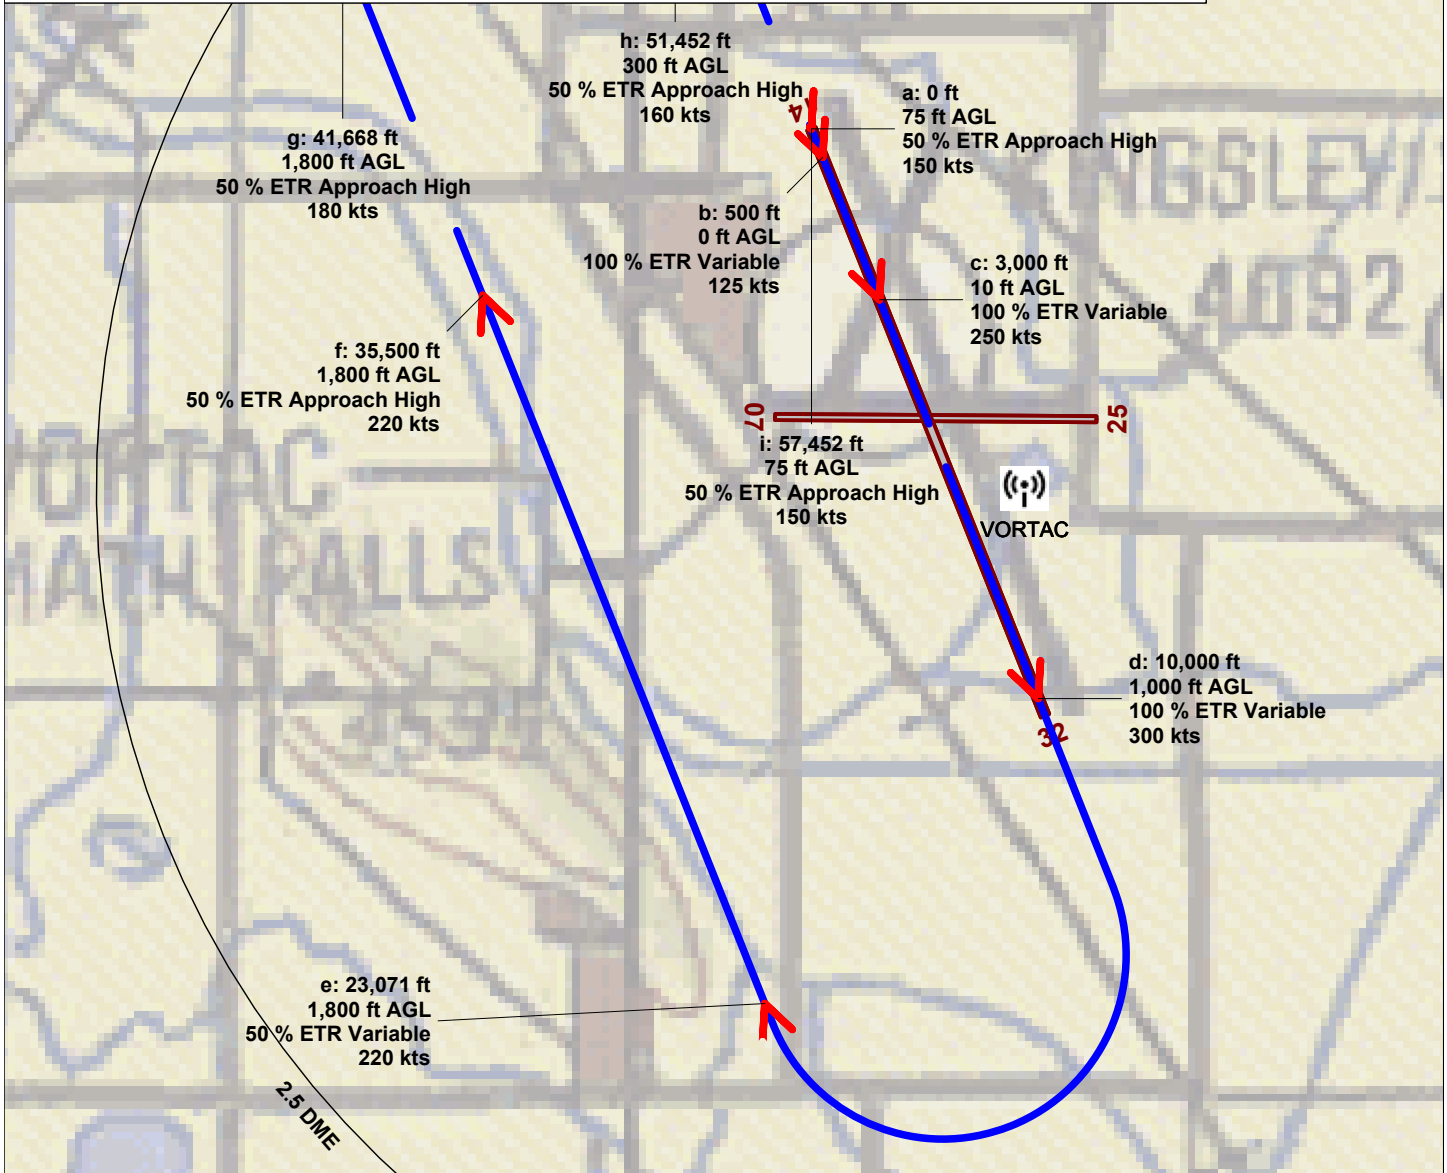 h: 51,452 ft
300 ft AGL
50 % ETR Approach High
160 kts
a: 0 ft
75 ft AGL
50 % ETR Approach High
150 kts
g: 41,668 ft
1,800 ft AGL
50 % ETR Approach High
180 kts
b: 500 ft
0 ft AGL
100 % ETR Variable
125 kts
c: 3,000 ft
10 ft AGL
100 % ETR Variable
250 kts
4092
f: 35,500 ft
1,800 ft AGL
50 % ETR Approach High
220 kts
07
25
i: 57,452 ft
75 ft AGL
50 % ETR Approach High
150 kts
VORTAC
d: 10,000 ft
1,000 ft AGL
100 % ETR Variable
300 kts
32
e: 23,071 ft
1,800 ft AGL
50 % ETR Variable
220 kts
2.5 DME